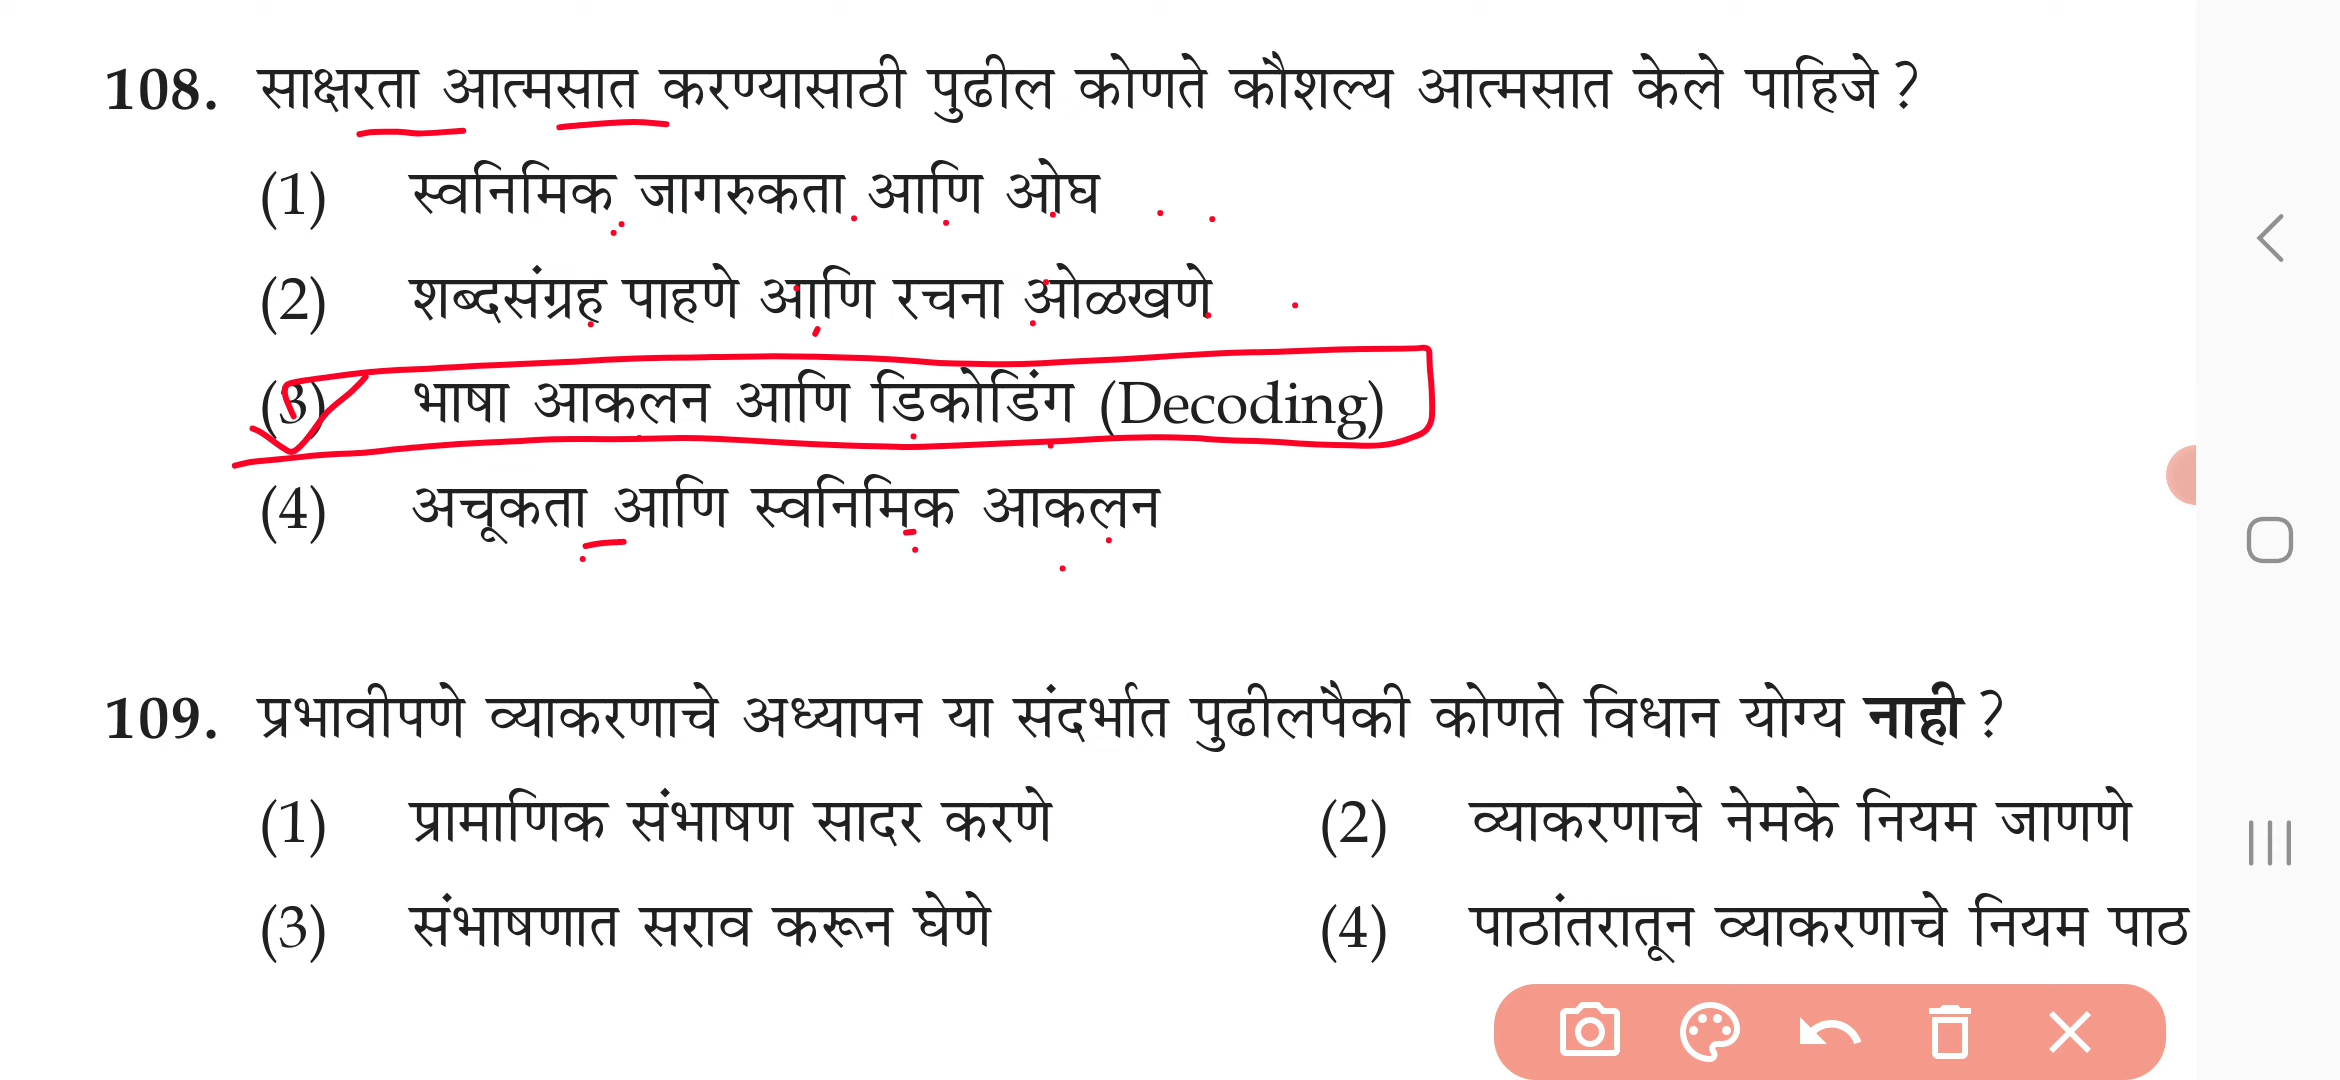 108. साक्षरता आत्मसात करण्यासाठी पुढील कोणते कौशल्य आत्मसात केले पाहिजे ?
(1) स्वनिमिक जागरुकता आणि ओघ
(2) शब्दसंग्रह पाहणे आणि रचना ओळखणे
(3) भाषा आकलन आणि डिकोडिंग (Decoding)
(4) अचूकता आणि स्वनिमिक आकलन
109. प्रभावीपणे व्याकरणाचे अध्यापन या संदर्भात पुढीलपैकी कोणते विधान योग्य नाही ?
(1) प्रामाणिक संभाषण सादर करणे (2) व्याकरणाचे नेमके नियम जाणणे
(3) संभाषणात सराव करून घेणे (4) पाठांतरातून व्याकरणाचे नियम पाठ